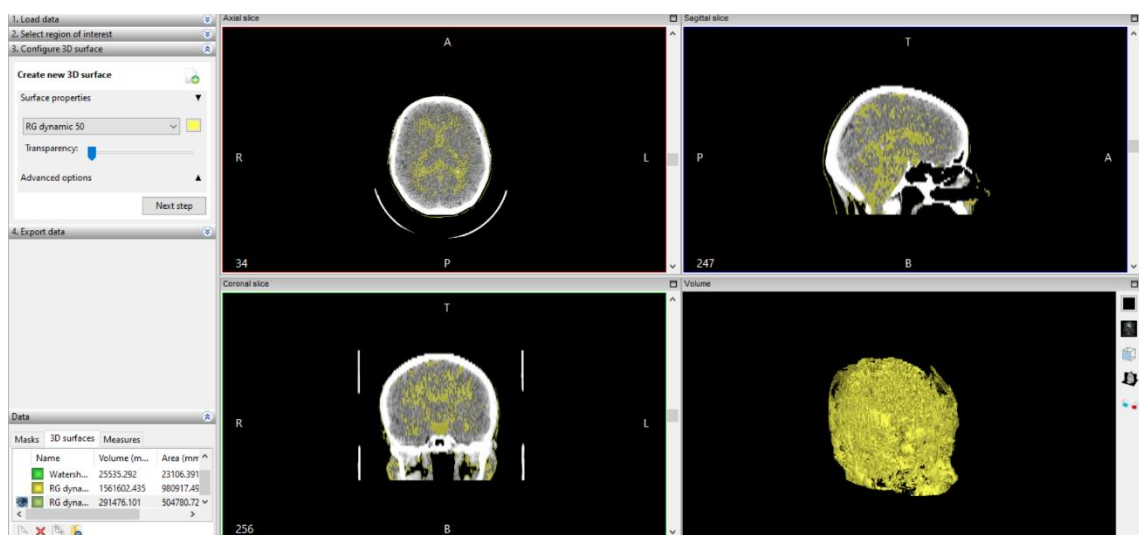 1. Load data
2. Select region of interest
3. Configure 3D surface
Create new 3D surface
Surface properties
RG dynamic 50
Transparency:
Advanced options
Next step
4. Export data
Data
Masks 3D surfaces Measures
Name Volume (m... Area (mm
Watersh... 25535.292 23106.391
RG dyna... 1561602.435 980917.49
RG dyna... 291476.101 504780.72
Axial slice
A
R
L
34
P
Sagittal slice
T
P
A
247
B
Coronal slice
T
R
L
256
B
Volume